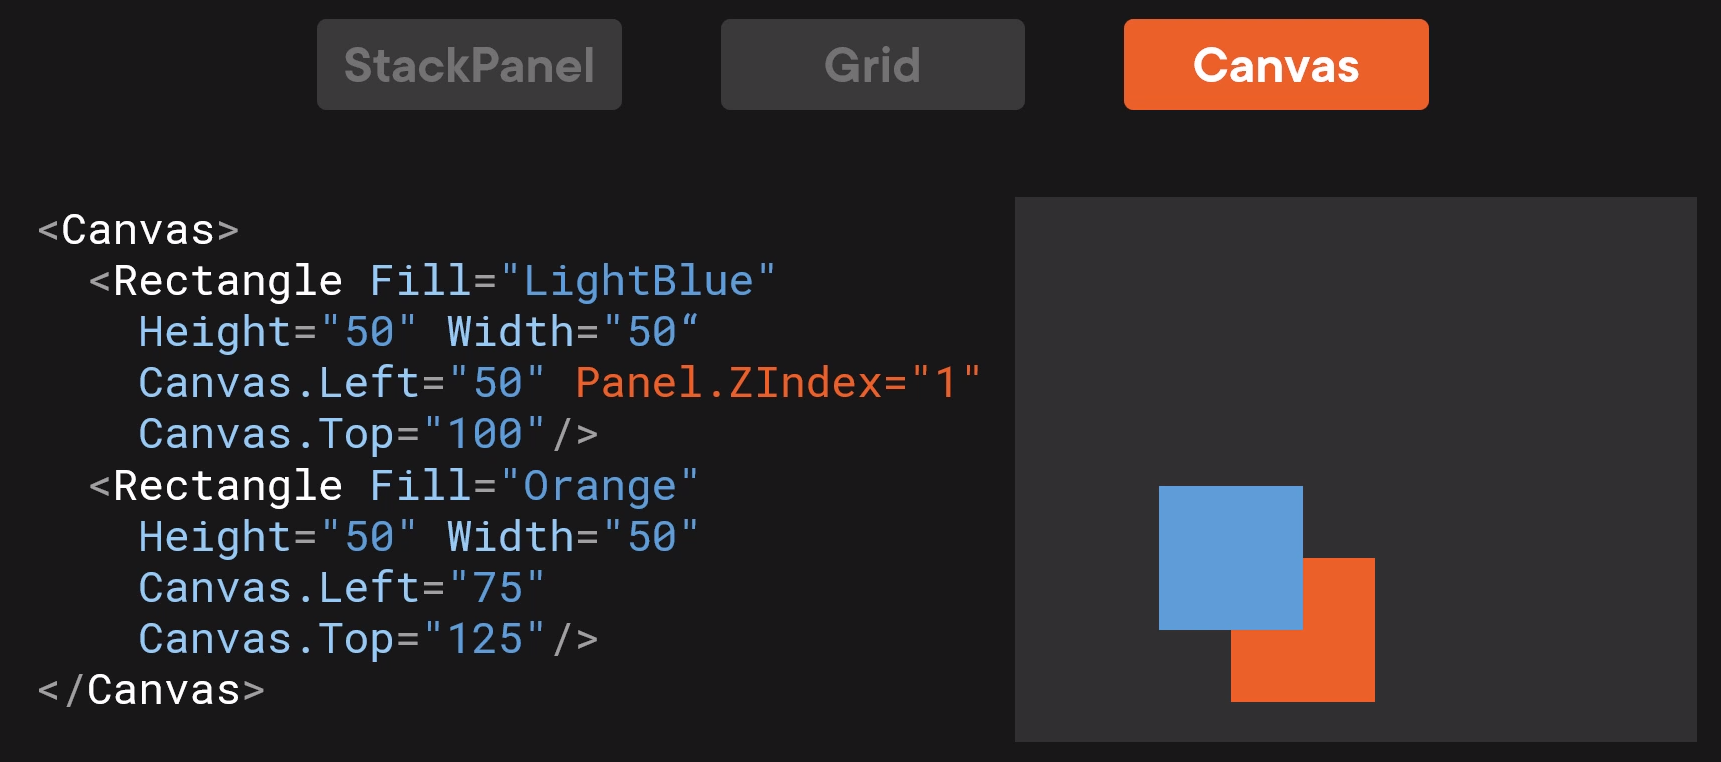 StackPanel Grid Canvas
<Canvas>
  <Rectangle Fill="LightBlue"
    Height="50" Width="50“
    Canvas.Left="50" Panel.ZIndex="1"
    Canvas.Top="100"/>
  <Rectangle Fill="Orange"
    Height="50" Width="50"
    Canvas.Left="75"
    Canvas.Top="125"/>
</Canvas>